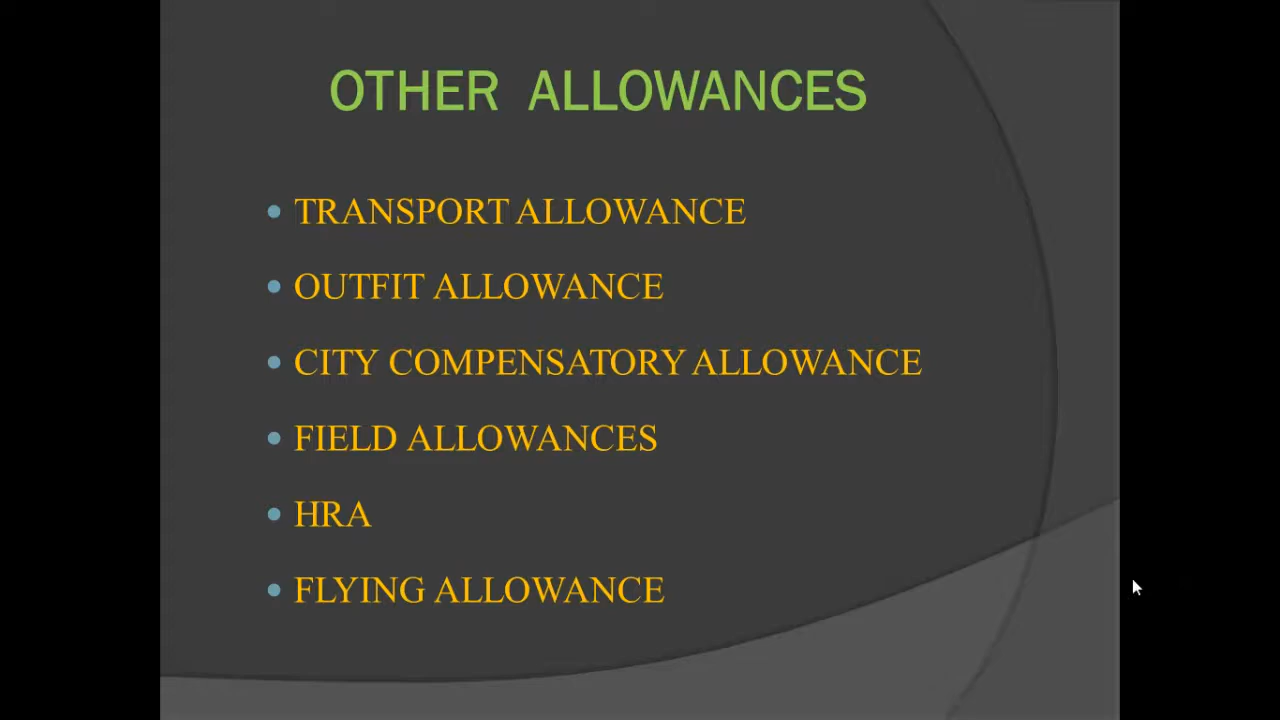 OTHER ALLOWANCES
• TRANSPORT ALLOWANCE
• OUTFIT ALLOWANCE
• CITY COMPENSATORY ALLOWANCE
• FIELD ALLOWANCES
• HRA
• FLYING ALLOWANCE